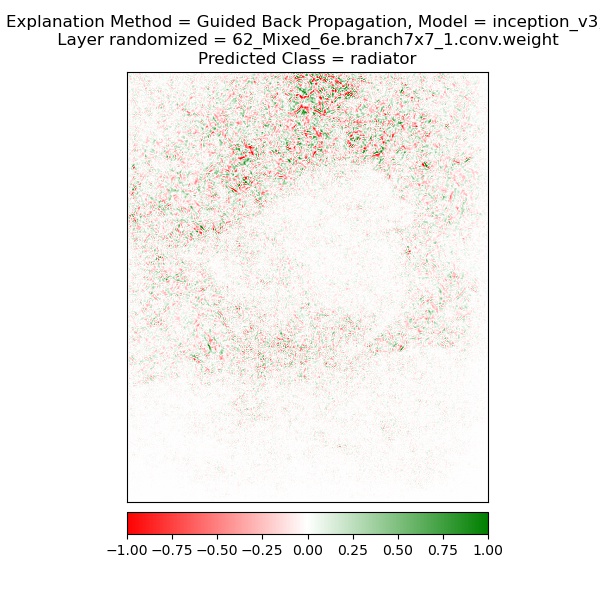 Explanation Method = Guided Back Propagation, Model = inception_v3
Layer randomized = 62_Mixed_6e.branch7x7_1.conv.weight
Predicted Class = radiator
−1.00 −0.75 −0.50 −0.25 0.00 0.25 0.50 0.75 1.00